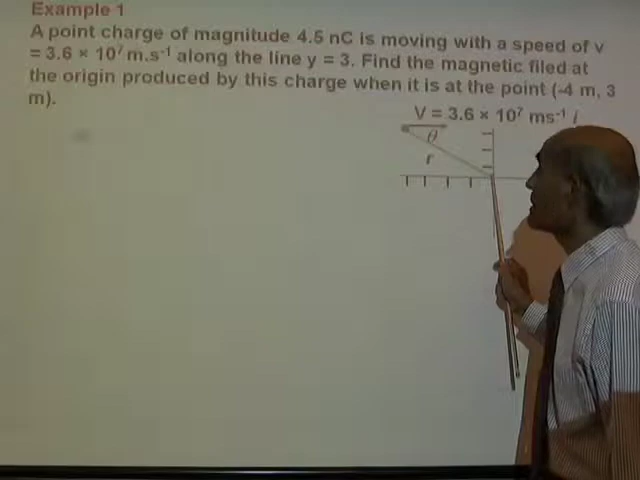 Example 1
A point charge of magnitude 4.5 nC is moving with a speed of v
= 3.6 × 10⁷ m.s⁻¹ along the line y = 3. Find the magnetic filed at
the origin produced by this charge when it is at the point (-4 m, 3
m).
V = 3.6 × 10⁷ ms⁻¹ i
θ
r